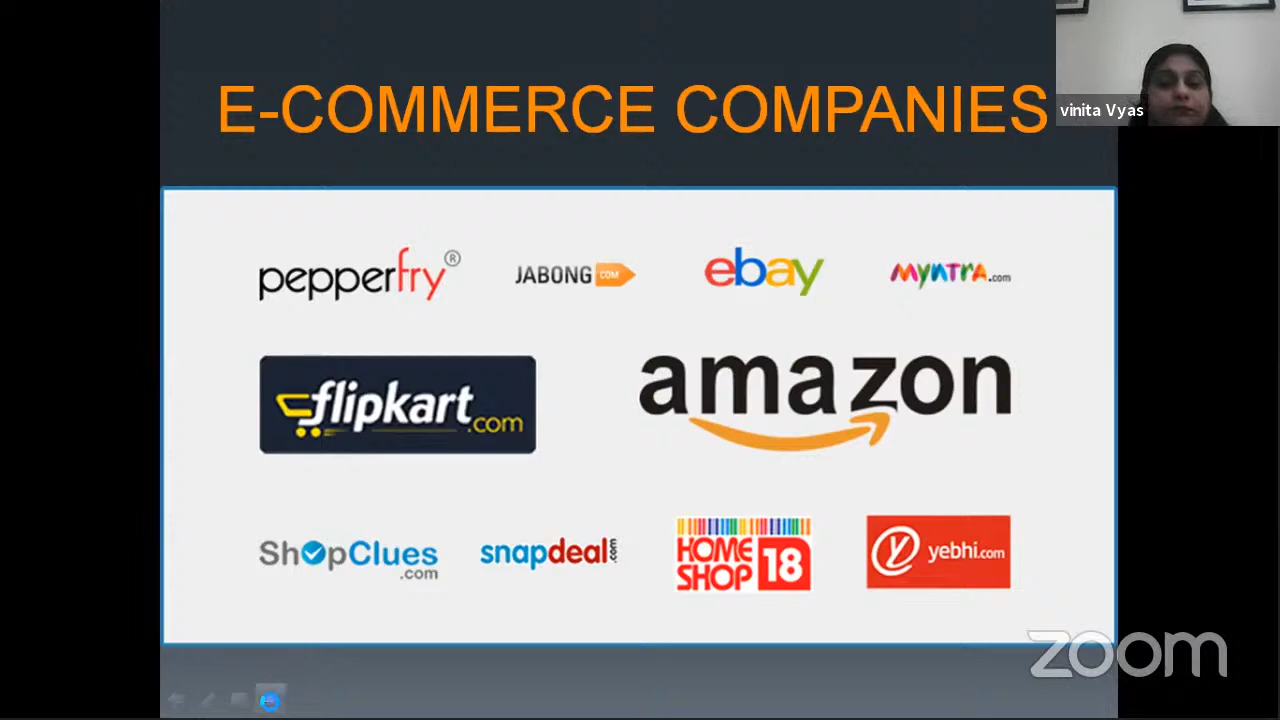 E-COMMERCE COMPANIES
vinita Vyas
pepperfry®
JABONG COM
ebay
MYNTRA.com
flipkart.com
amazon
ShopClues.com
snapdeal.com
HOME
SHOP 18
y yebhi.com
zoom